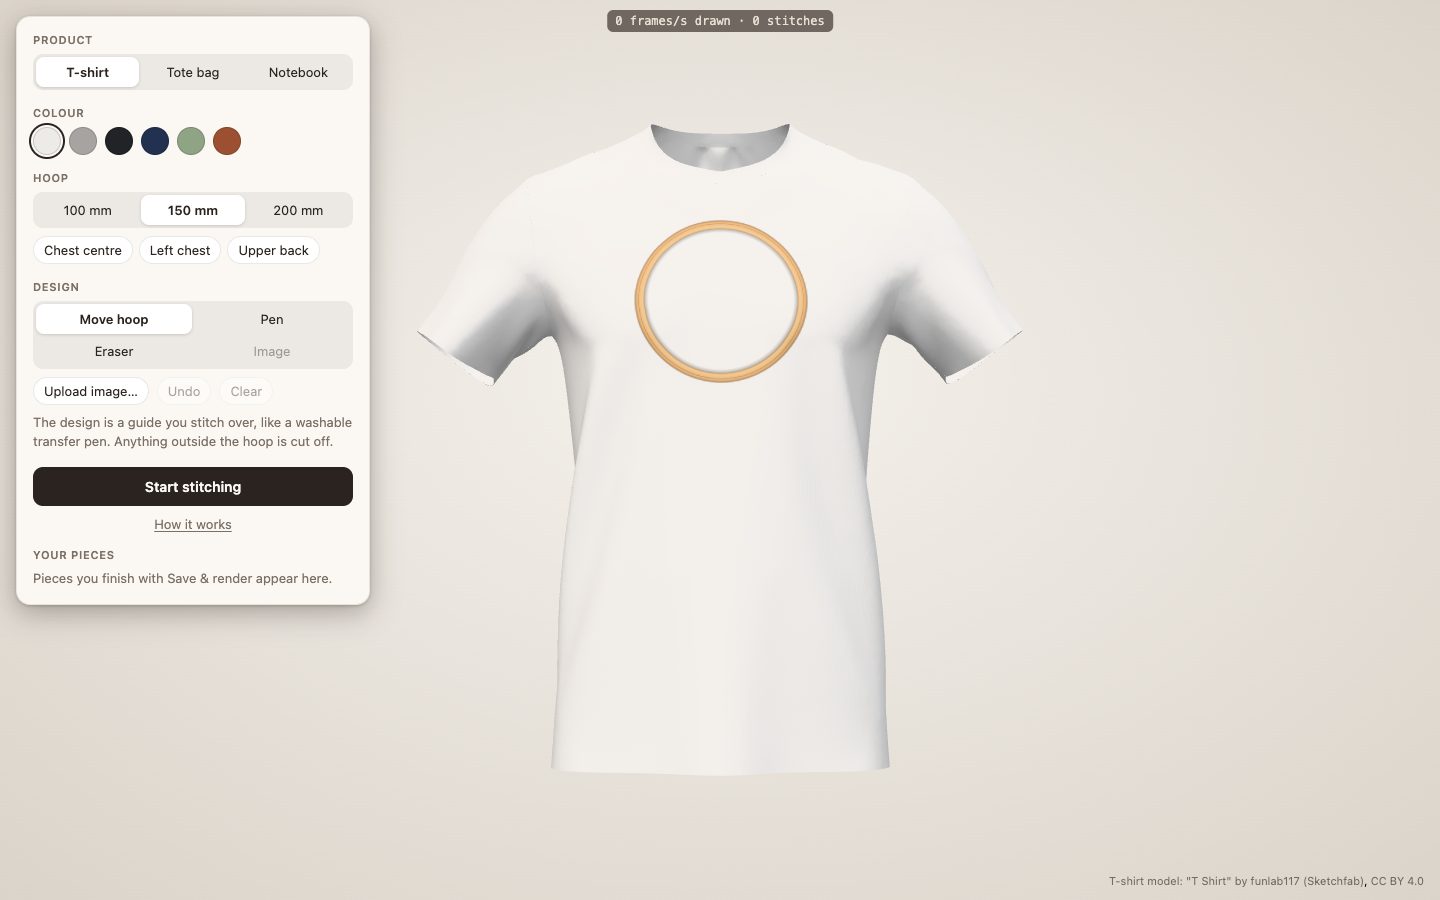 0 frames/s drawn · 0 stitches
PRODUCT
T-shirt Tote bag Notebook
COLOUR
HOOP
100 mm 150 mm 200 mm
Chest centre Left chest Upper back
DESIGN
Move hoop Pen
Eraser Image
Upload image... Undo Clear
The design is a guide you stitch over, like a washable
transfer pen. Anything outside the hoop is cut off.
Start stitching
How it works
YOUR PIECES
Pieces you finish with Save & render appear here.
T-shirt model: "T Shirt" by funlab117 (Sketchfab), CC BY 4.0